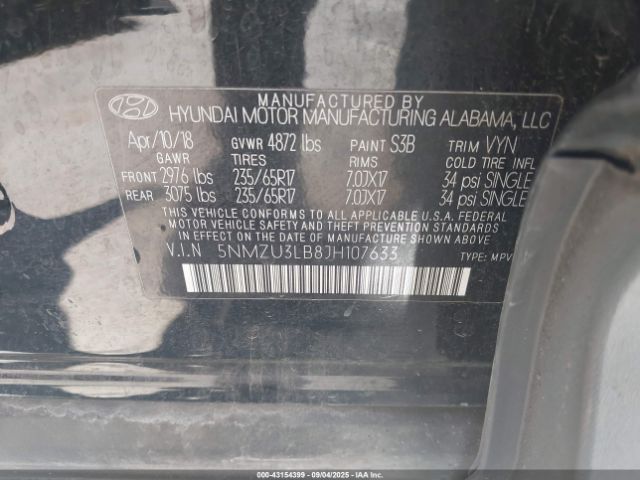 MANUFACTURED BY
HYUNDAI MOTOR MANUFACTURING ALABAMA, LLC
Apr/10/18 GVWR 4872 lbs PAINT S3B TRIM VYN
GAWR TIRES RIMS COLD TIRE INFL
FRONT 2976 lbs 235/65R17 7.0JX17 34 psi SINGLE
REAR 3075 lbs 235/65R17 7.0JX17 34 psi SINGLE
THIS VEHICLE CONFORMS TO ALL APPLICABLE U.S.A. FEDERAL
MOTOR VEHICLE SAFETY AND THEFT PREVENTION STANDARDS
IN EFFECT ON THE DATE OF MANUFACTURE SHOWN ABOVE
V.I.N 5NMZU3LB8JH107633 TYPE: MPV
000-43154399 - 09/04/2025 - IAAI.COM